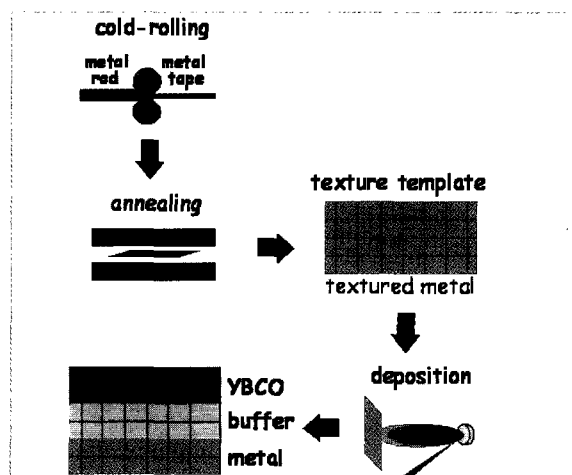 cold-rolling
metal metal
rod tape
annealing
texture template
textured metal
deposition
YBCO
buffer
metal